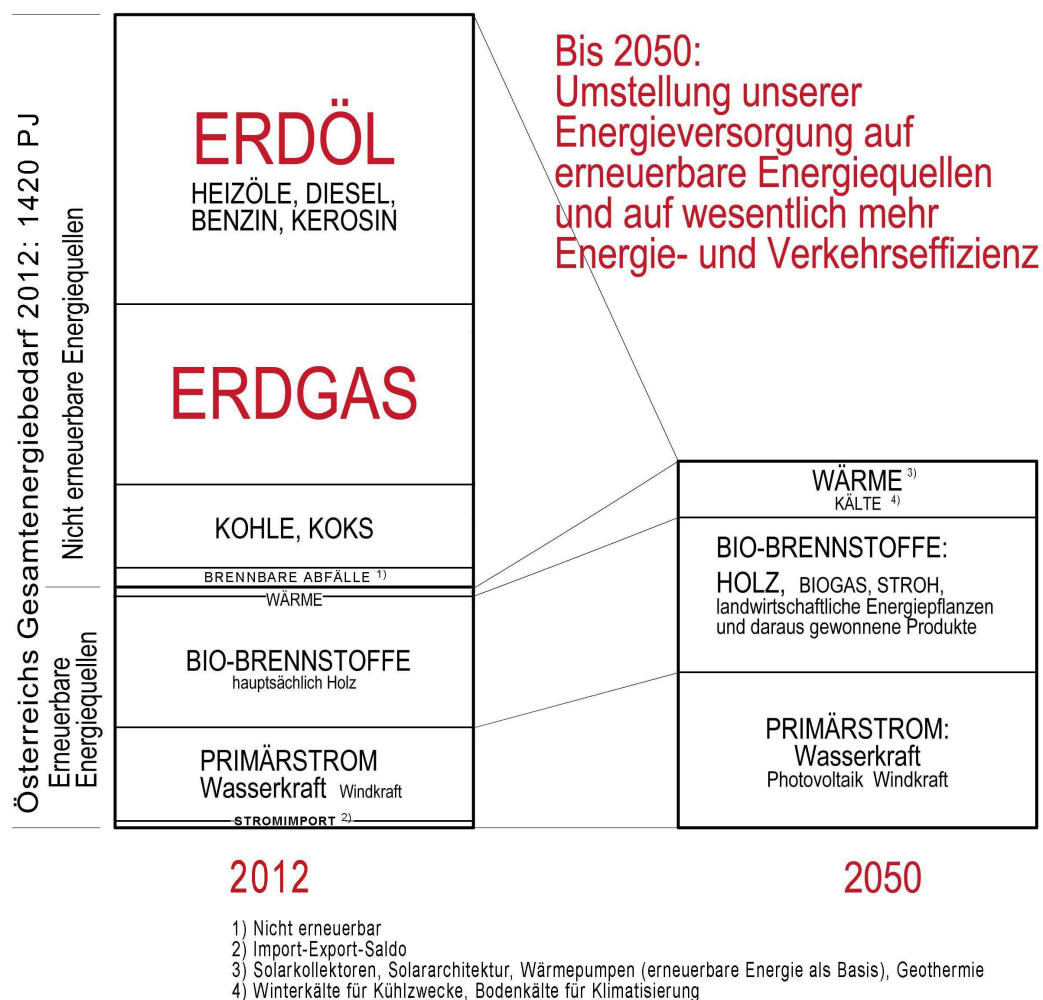 Bis 2050:
Umstellung unserer
Energieversorgung auf
erneuerbare Energiequellen
und auf wesentlich mehr
Energie- und Verkehrseffizienz
Österreichs Gesamtenergiebedarf 2012: 1420 PJ
Nicht erneuerbare Energiequellen
Erneuerbare
Energiequellen
ERDÖL
HEIZÖLE, DIESEL,
BENZIN, KEROSIN
ERDGAS
KOHLE, KOKS
BRENNBARE ABFÄLLE 1)
WÄRME
BIO-BRENNSTOFFE
hauptsächlich Holz
PRIMÄRSTROM
Wasserkraft Windkraft
STROMIMPORT 2)
WÄRME 3)
KÄLTE 4)
BIO-BRENNSTOFFE:
HOLZ, BIOGAS, STROH,
landwirtschaftliche Energiepflanzen
und daraus gewonnene Produkte
PRIMÄRSTROM:
Wasserkraft
Photovoltaik Windkraft
2012
2050
1) Nicht erneuerbar
2) Import-Export-Saldo
3) Solarkollektoren, Solararchitektur, Wärmepumpen (erneuerbare Energie als Basis), Geothermie
4) Winterkälte für Kühlzwecke, Bodenkälte für Klimatisierung